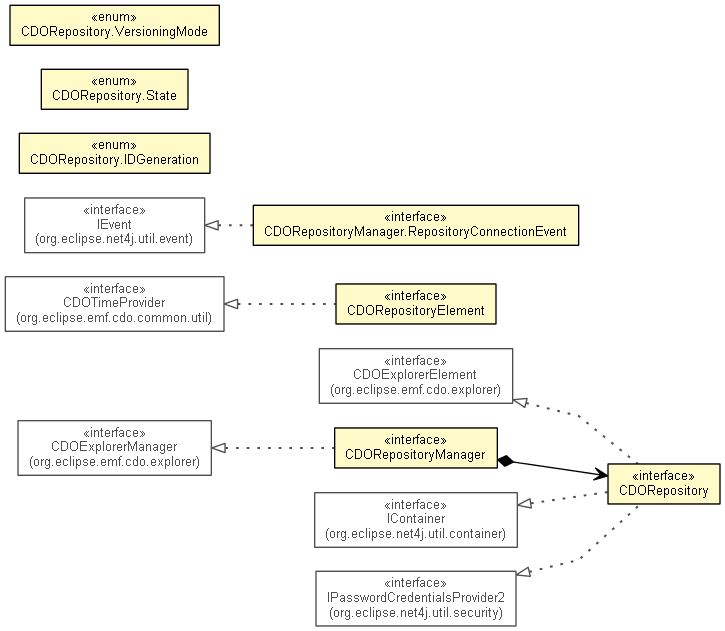 «enum»
CDORepository.VersioningMode
«enum»
CDORepository.State
«enum»
CDORepository.IDGeneration
«interface»
IEvent
(org.eclipse.net4j.util.event)
«interface»
CDORepositoryManager.RepositoryConnectionEvent
«interface»
CDOTimeProvider
(org.eclipse.emf.cdo.common.util)
«interface»
CDORepositoryElement
«interface»
CDOExplorerElement
(org.eclipse.emf.cdo.explorer)
«interface»
CDOExplorerManager
(org.eclipse.emf.cdo.explorer)
«interface»
CDORepositoryManager
«interface»
CDORepository
«interface»
IContainer
(org.eclipse.net4j.util.container)
«interface»
IPasswordCredentialsProvider2
(org.eclipse.net4j.util.security)